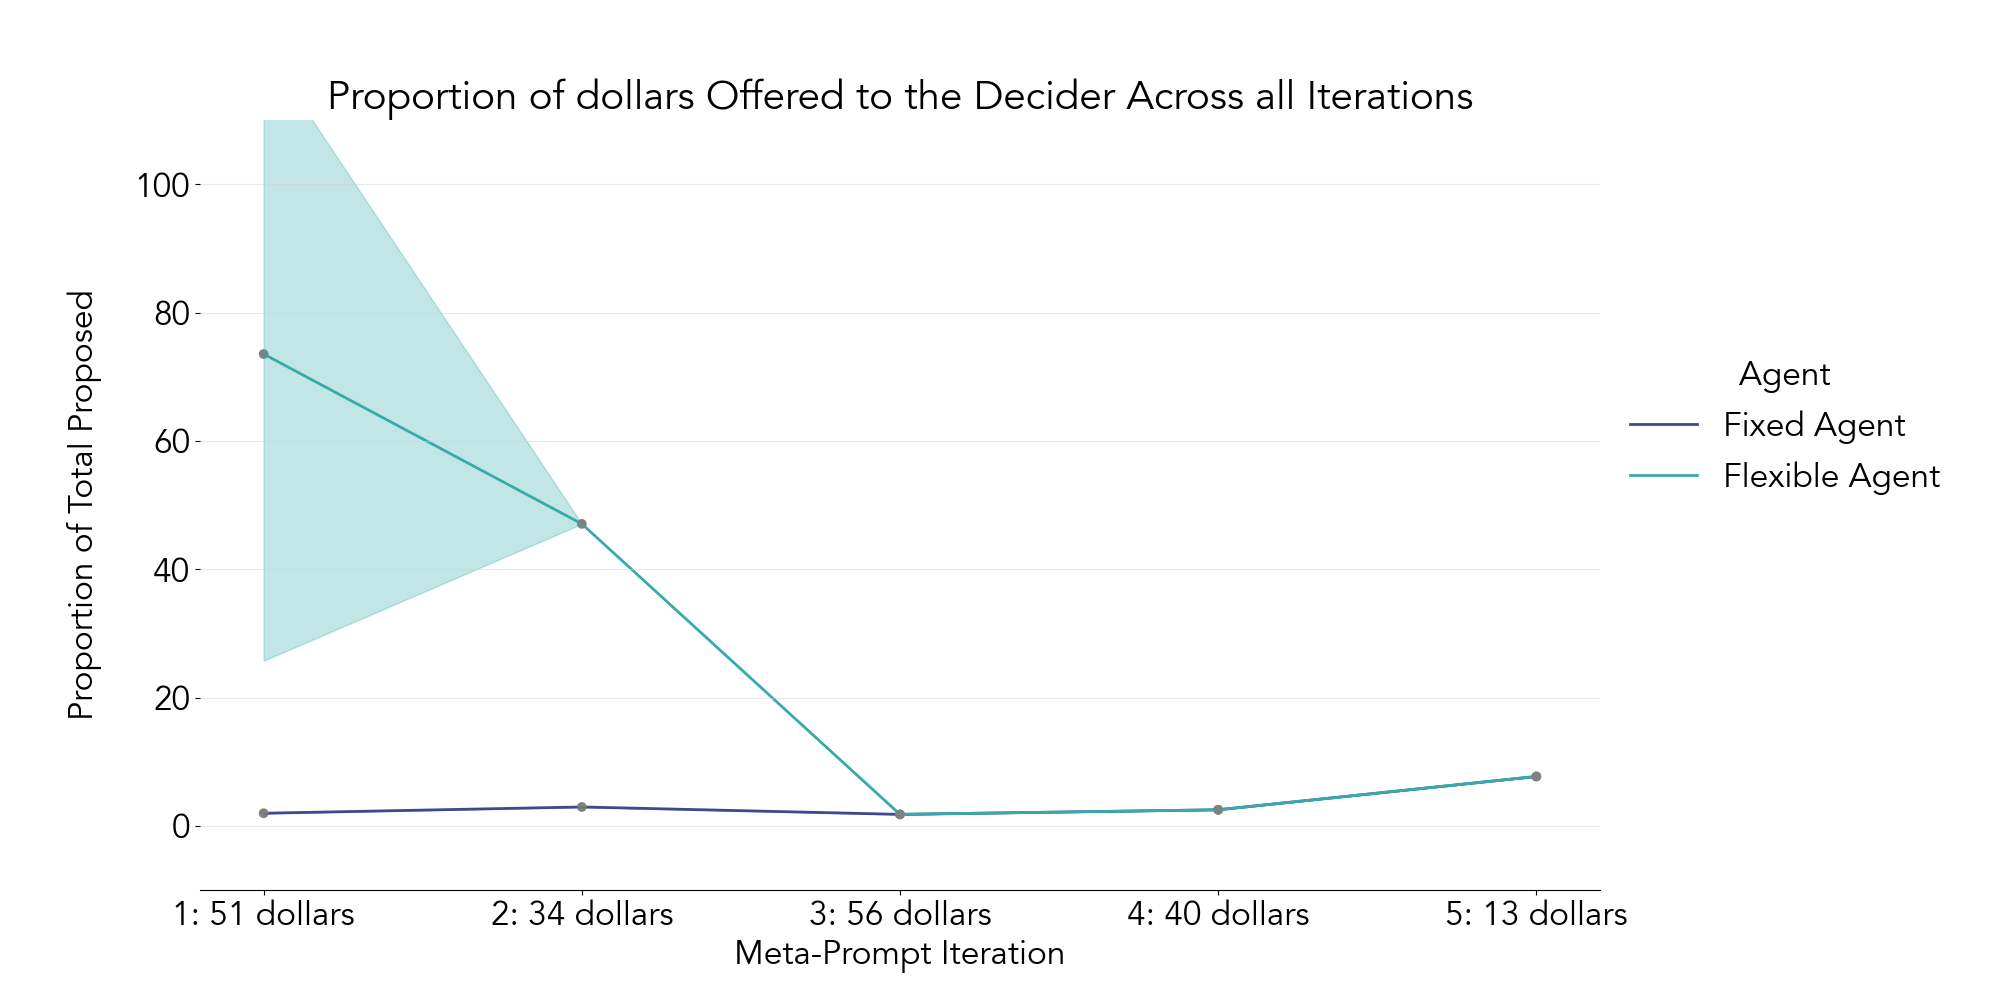 Proportion of dollars Offered to the Decider Across all Iterations
Proportion of Total Proposed
100
80
60
40
20
0
1: 51 dollars
2: 34 dollars
3: 56 dollars
4: 40 dollars
5: 13 dollars
Meta-Prompt Iteration
Agent
Fixed Agent
Flexible Agent